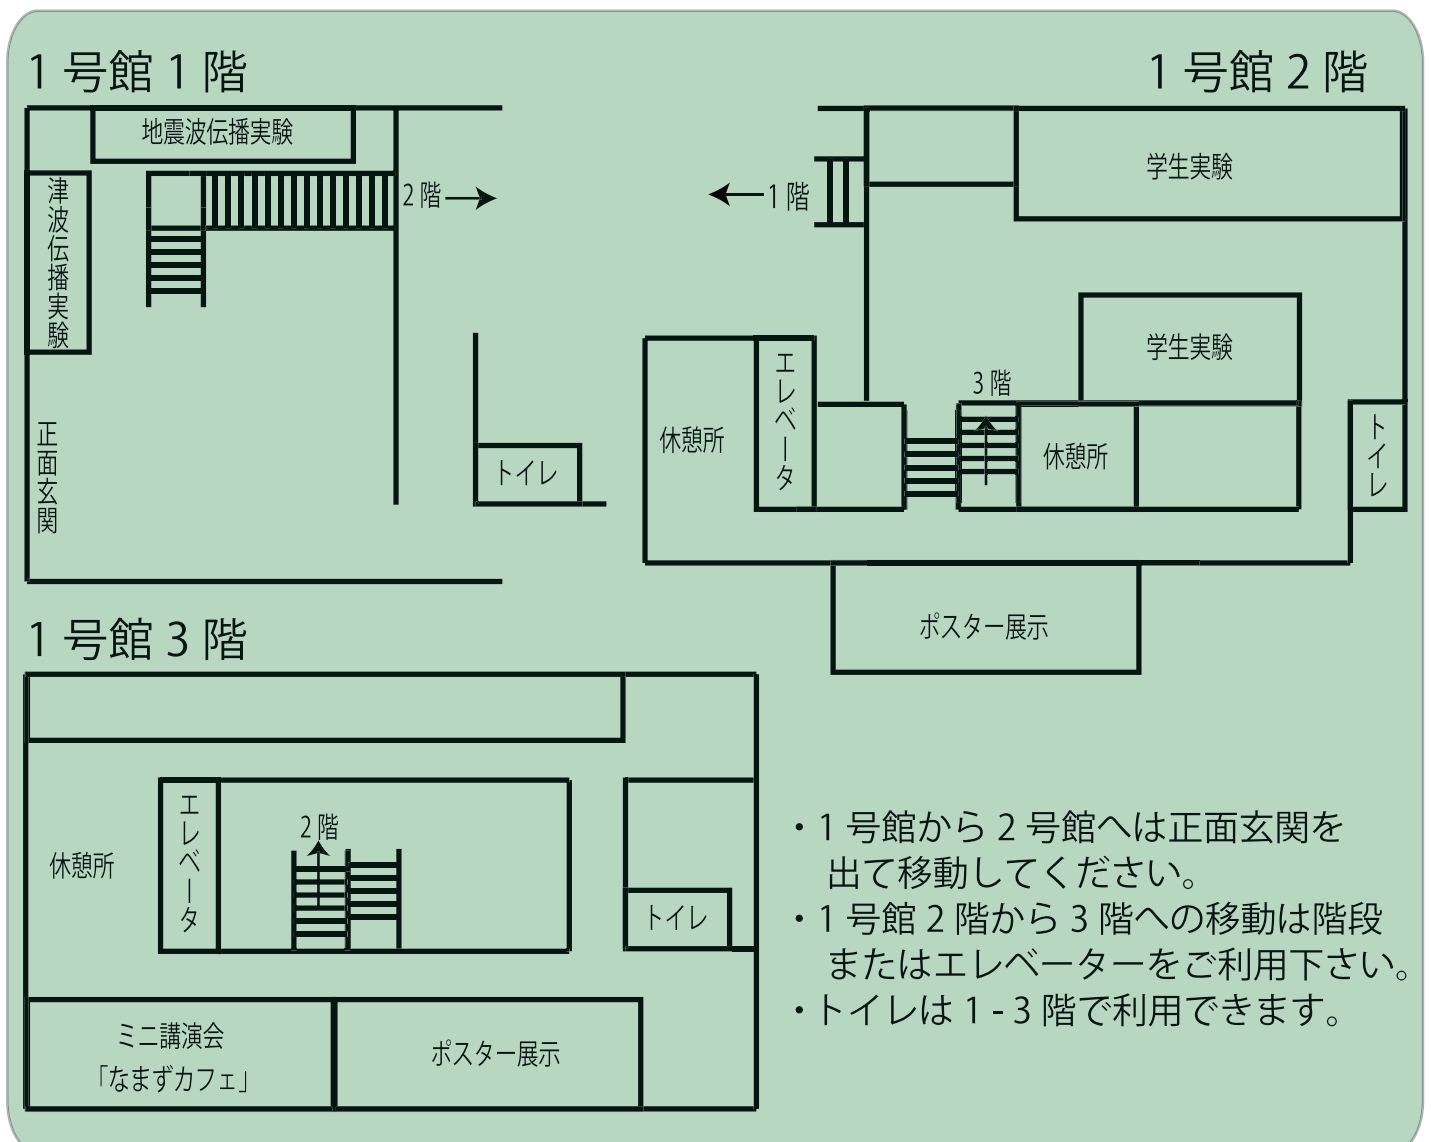 1 号館 1 階
地震波伝播実験
津波伝播実験
2 階
正面玄関
トイレ
1 号館 2 階
学生実験
1 階
学生実験
3 階
エレベータ
休憩所
休憩所
トイレ
ポスター展示
1 号館 3 階
エレベータ
2 階
休憩所
トイレ
ミニ講演会
「なまずカフェ」
ポスター展示
・1 号館から 2 号館へは正面玄関を
出て移動してください。
・1 号館 2 階から 3 階への移動は階段
またはエレベーターをご利用下さい。
・トイレは 1 - 3 階で利用できます。